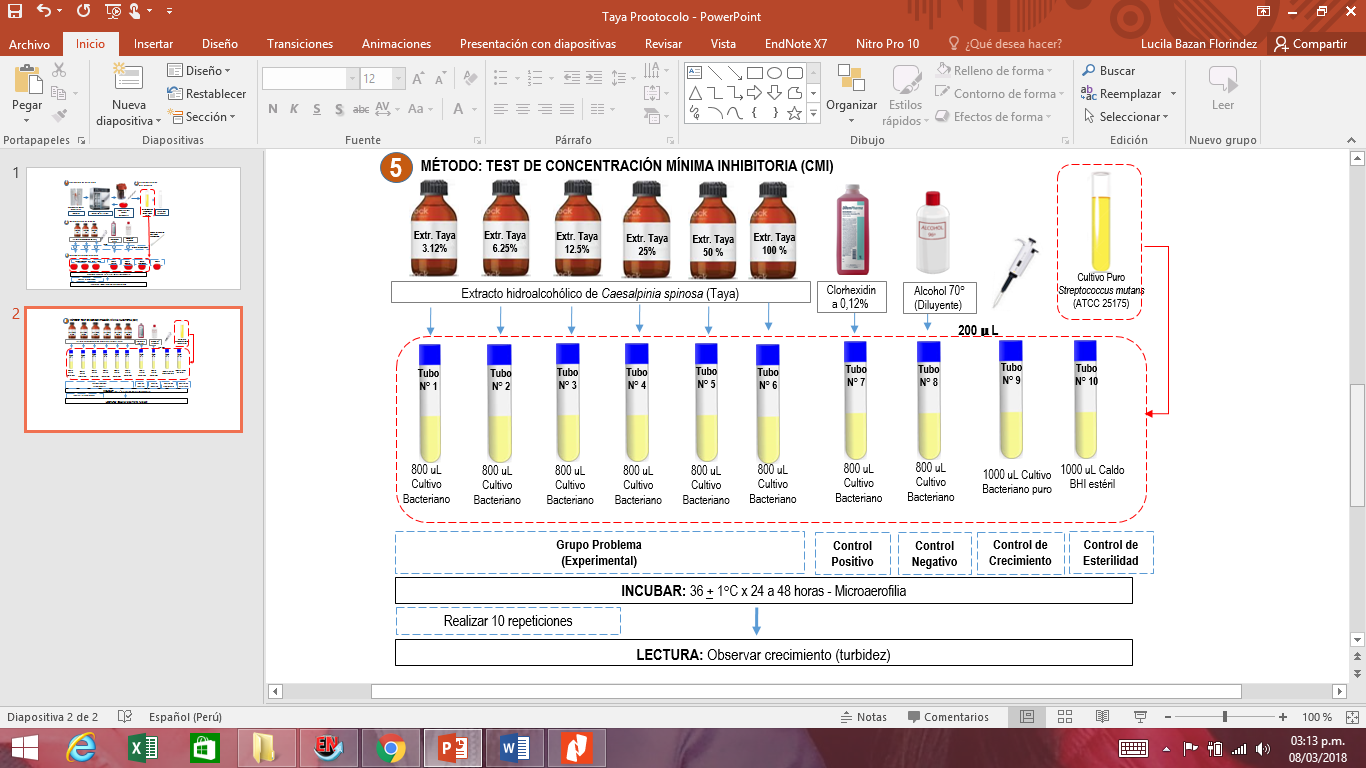 Taya Prootocolo - PowerPoint
Archivo
Inicio
Insertar
Diseño
Transiciones
Animaciones
Presentación con diapositivas
Revisar
Vista
EndNote X7
Nitro Pro 10
¿Qué desea hacer?
Lucila Bazan Florindez
Compartir
Pegar
Nueva
diapositiva
Diseño
Restablecer
Sección
12
N K S S abc AV Aa A
Organizar
Estilos
rápidos
Relleno de forma
Contorno de forma
Efectos de forma
Buscar
Reemplazar
Seleccionar
Leer
Portapapeles
Diapositivas
Fuente
Párrafo
Dibujo
Edición
Nuevo grupo
1
2
5 MÉTODO: TEST DE CONCENTRACIÓN MÍNIMA INHIBITORIA (CMI)
Extr. Taya
3.12%
Extr. Taya
6.25%
Extr. Taya
12.5%
Extr. Taya
25%
Extr. Taya
50 %
Extr. Taya
100 %
ALCOHOL
Extracto hidroalcohólico de Caesalpinia spinosa (Taya)
Clorhexidin
a 0,12%
Alcohol 70°
(Diluyente)
Cultivo Puro
Streptococcus mutans
(ATCC 25175)
200 µ L
Tubo
N° 1
Tubo
N° 2
Tubo
N° 3
Tubo
N° 4
Tubo
N° 5
Tubo
N° 6
Tubo
N° 7
Tubo
N° 8
Tubo
N° 9
Tubo
N° 10
800 uL
Cultivo
Bacteriano
800 uL
Cultivo
Bacteriano
800 uL
Cultivo
Bacteriano
800 uL
Cultivo
Bacteriano
800 uL
Cultivo
Bacteriano
800 uL
Cultivo
Bacteriano
800 uL
Cultivo
Bacteriano
800 uL
Cultivo
Bacteriano
1000 uL Cultivo
Bacteriano puro
1000 uL Caldo
BHI estéril
Grupo Problema
(Experimental)
Control
Positivo
Control
Negativo
Control de
Crecimiento
Control de
Esterilidad
INCUBAR: 36 ± 1°C x 24 a 48 horas - Microaerofilia
Realizar 10 repeticiones
LECTURA: Observar crecimiento (turbidez)
Diapositiva 2 de 2
Español (Perú)
Notas
Comentarios
100 %
03:13 p.m.
08/03/2018